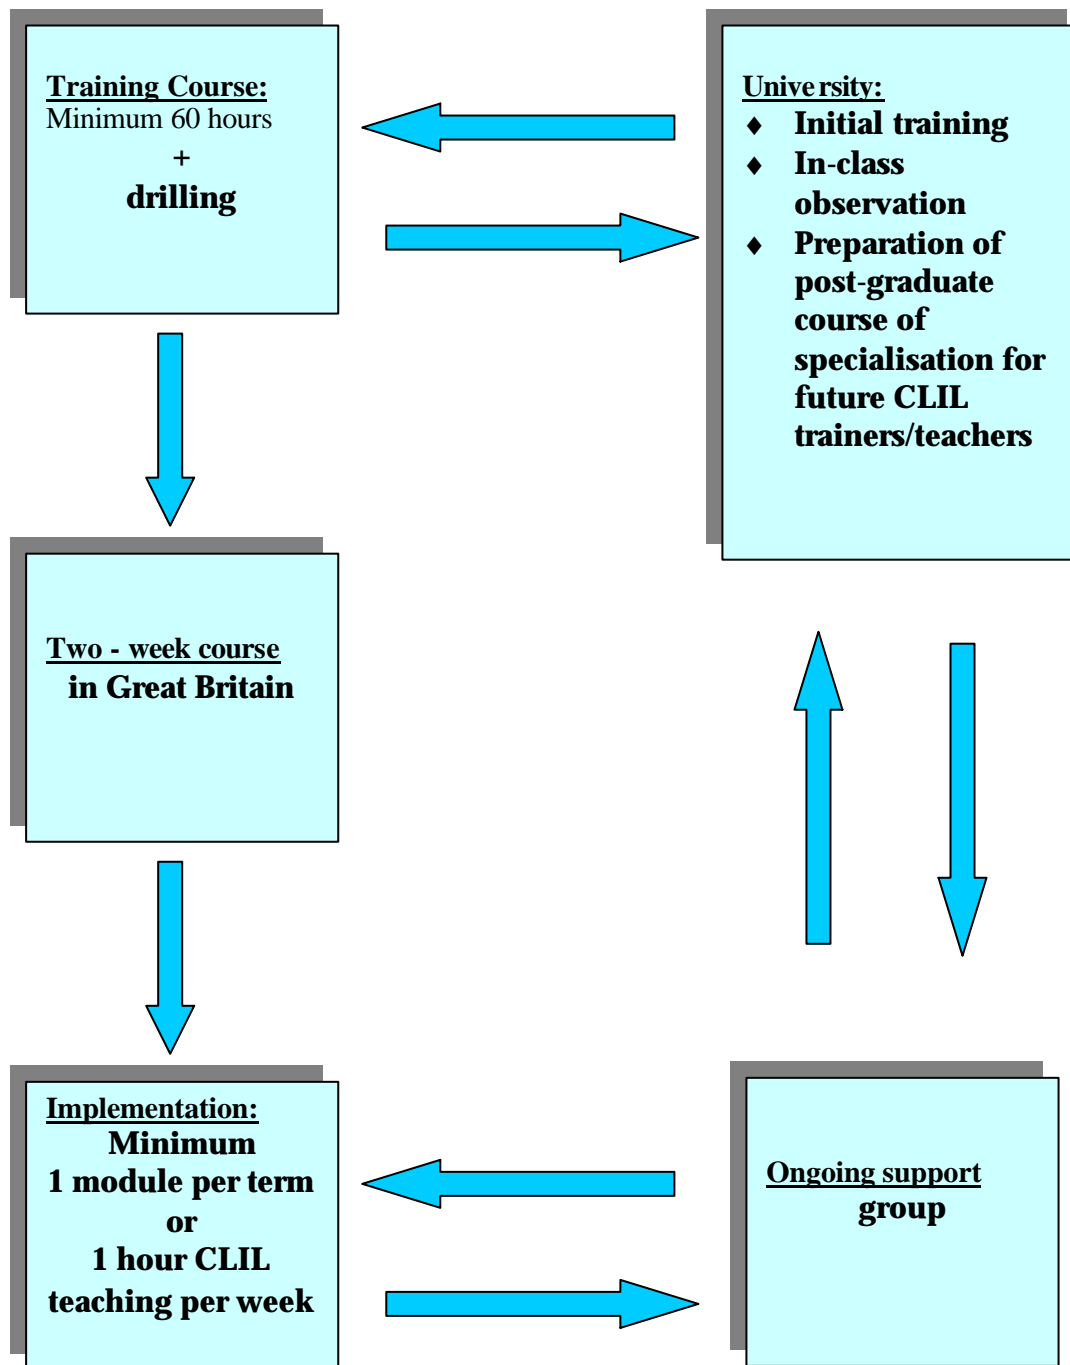 Training Course:
Minimum 60 hours
+
drilling
Unive rsity:
♦ Initial training
♦ In-class
observation
♦ Preparation of
post-graduate
course of
specialisation for
future CLIL
trainers/teachers
Two - week course
in Great Britain
Implementation:
Minimum
1 module per term
or
1 hour CLIL
teaching per week
Ongoing support
group